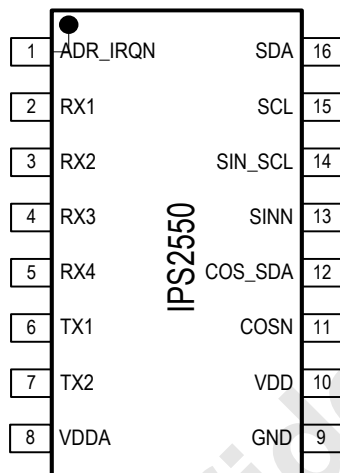 1 ADR_IRQN SDA 16
2 RX1 SCL 15
3 RX2 SIN_SCL 14
4 RX3 SINN 13
5 RX4 COS_SDA 12
6 TX1 COSN 11
7 TX2 VDD 10
8 VDDA GND 9
IPS2550